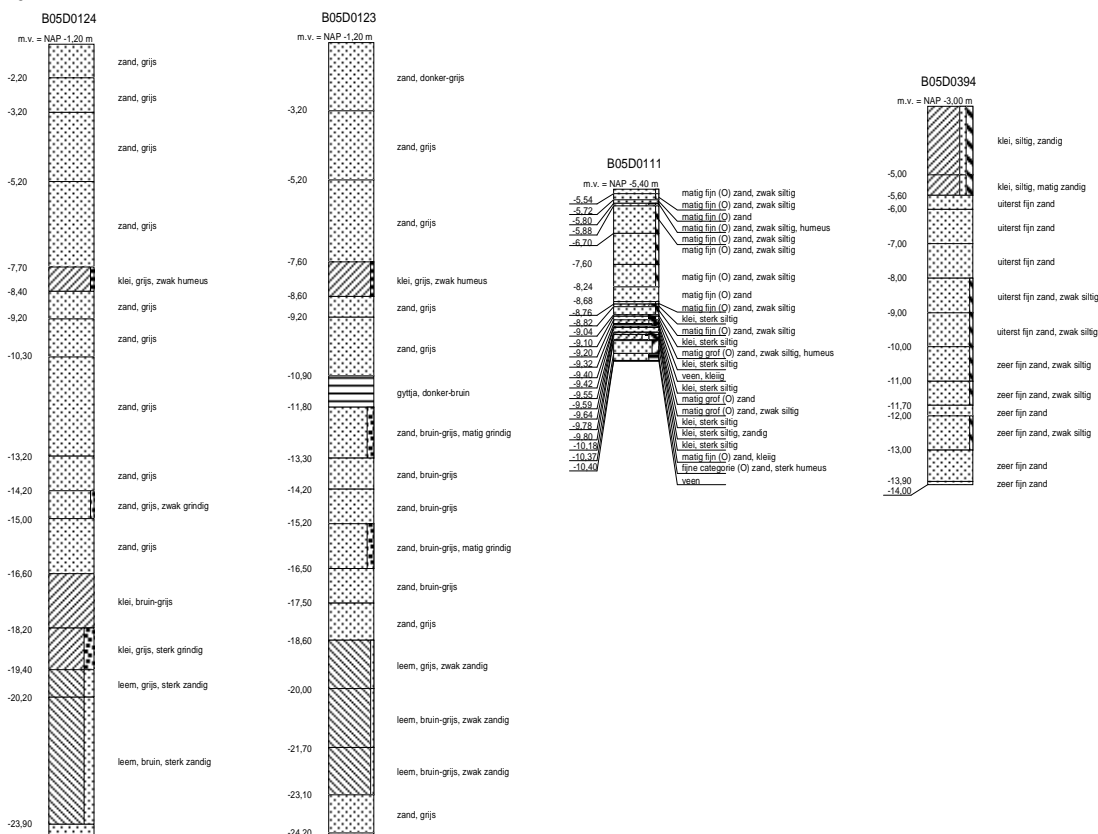 B05D0124
m.v. = NAP -1,20 m
zand, grijs
-2,20
zand, grijs
-3,20
zand, grijs
-5,20
zand, grijs
-7,70
klei, grijs, zwak humeus
-8,40
zand, grijs
-9,20
zand, grijs
-10,30
zand, grijs
-13,20
zand, grijs
-14,20
zand, grijs, zwak grindig
-15,00
zand, grijs
-16,60
klei, bruin-grijs
-18,20
klei, grijs, sterk grindig
-19,40
leem, grijs, sterk zandig
-20,20
leem, bruin, sterk zandig
-23,90
B05D0123
m.v. = NAP -1,20 m
zand, donker-grijs
-3,20
zand, grijs
-5,20
zand, grijs
-7,60
klei, grijs, zwak humeus
-8,60
zand, grijs
-9,20
zand, grijs
-10,90
gyttja, donker-bruin
-11,80
zand, bruin-grijs, matig grindig
-13,30
zand, bruin-grijs
-14,20
zand, bruin-grijs
-15,20
zand, bruin-grijs, matig grindig
-16,50
zand, bruin-grijs
-17,50
zand, grijs
-18,60
leem, grijs, zwak zandig
-20,00
leem, bruin-grijs, zwak zandig
-21,70
leem, bruin-grijs, zwak zandig
-23,10
zand, grijs
-24,20
B05D0111
m.v. = NAP -5,40 m
matig fijn (O) zand, zwak siltig
-5,54
matig fijn (O) zand, zwak siltig
-5,72
matig fijn (O) zand
-5,80
matig fijn (O) zand, zwak siltig, humeus
-5,88
matig fijn (O) zand, zwak siltig
-6,70
matig fijn (O) zand, zwak siltig
-7,60
matig fijn (O) zand, zwak siltig
-8,24
matig fijn (O) zand
-8,68
matig fijn (O) zand, zwak siltig
-8,76
klei, sterk siltig
-8,82
matig fijn (O) zand, zwak siltig
-9,04
klei, sterk siltig
-9,10
matig grof (O) zand, zwak siltig, humeus
-9,20
klei, sterk siltig
-9,32
veen, kleiig
-9,40
klei, sterk siltig
-9,42
matig grof (O) zand
-9,55
matig grof (O) zand, zwak siltig
-9,59
klei, sterk siltig
-9,64
klei, sterk siltig, zandig
-9,78
klei, sterk siltig
-9,80
matig fijn (O) zand, kleiig
-10,18
fijne categorie (O) zand, sterk humeus
-10,37
veen
-10,40
B05D0394
m.v. = NAP -3,00 m
klei, siltig, zandig
-5,00
klei, siltig, matig zandig
-5,60
uiterst fijn zand
-6,00
uiterst fijn zand
-7,00
uiterst fijn zand
-8,00
uiterst fijn zand, zwak siltig
-9,00
uiterst fijn zand, zwak siltig
-10,00
zeer fijn zand, zwak siltig
-11,00
zeer fijn zand, zwak siltig
-11,70
zeer fijn zand
-12,00
zeer fijn zand, zwak siltig
-13,00
zeer fijn zand
-13,90
zeer fijn zand
-14,00